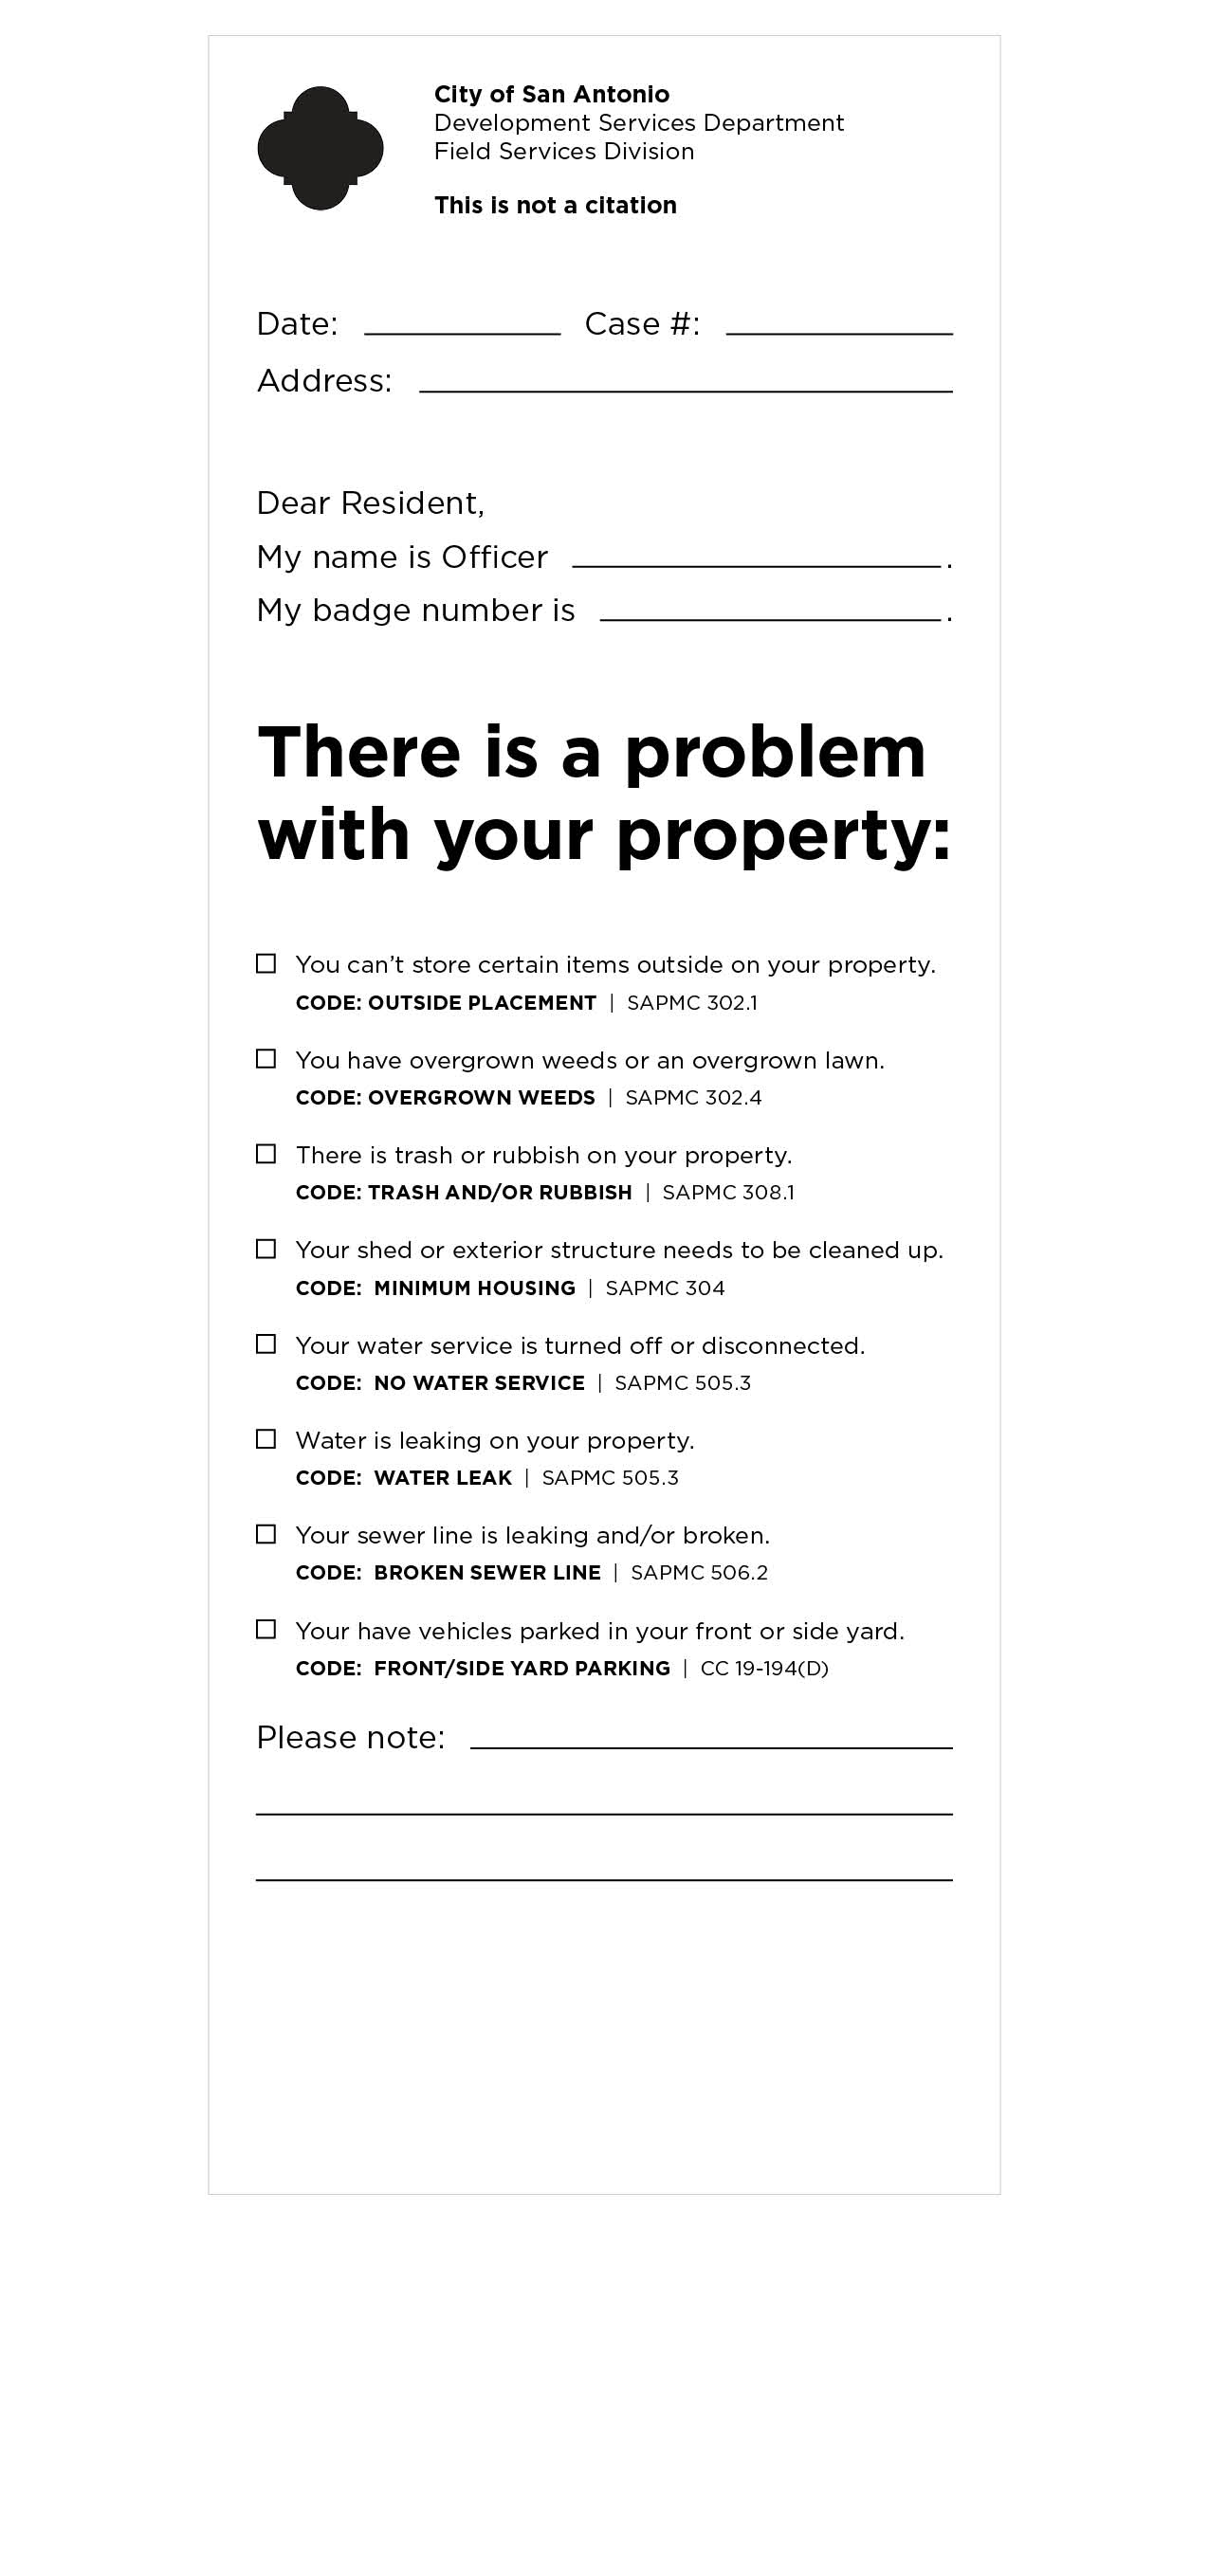 City of San Antonio
Development Services Department
Field Services Division
This is not a citation
Date: Case #:
Address:
Dear Resident,
My name is Officer .
My badge number is .
There is a problem
with your property:
You can’t store certain items outside on your property.
CODE: OUTSIDE PLACEMENT | SAPMC 302.1
You have overgrown weeds or an overgrown lawn.
CODE: OVERGROWN WEEDS | SAPMC 302.4
There is trash or rubbish on your property.
CODE: TRASH AND/OR RUBBISH | SAPMC 308.1
Your shed or exterior structure needs to be cleaned up.
CODE: MINIMUM HOUSING | SAPMC 304
Your water service is turned off or disconnected.
CODE: NO WATER SERVICE | SAPMC 505.3
Water is leaking on your property.
CODE: WATER LEAK | SAPMC 505.3
Your sewer line is leaking and/or broken.
CODE: BROKEN SEWER LINE | SAPMC 506.2
Your have vehicles parked in your front or side yard.
CODE: FRONT/SIDE YARD PARKING | CC 19-194(D)
Please note: